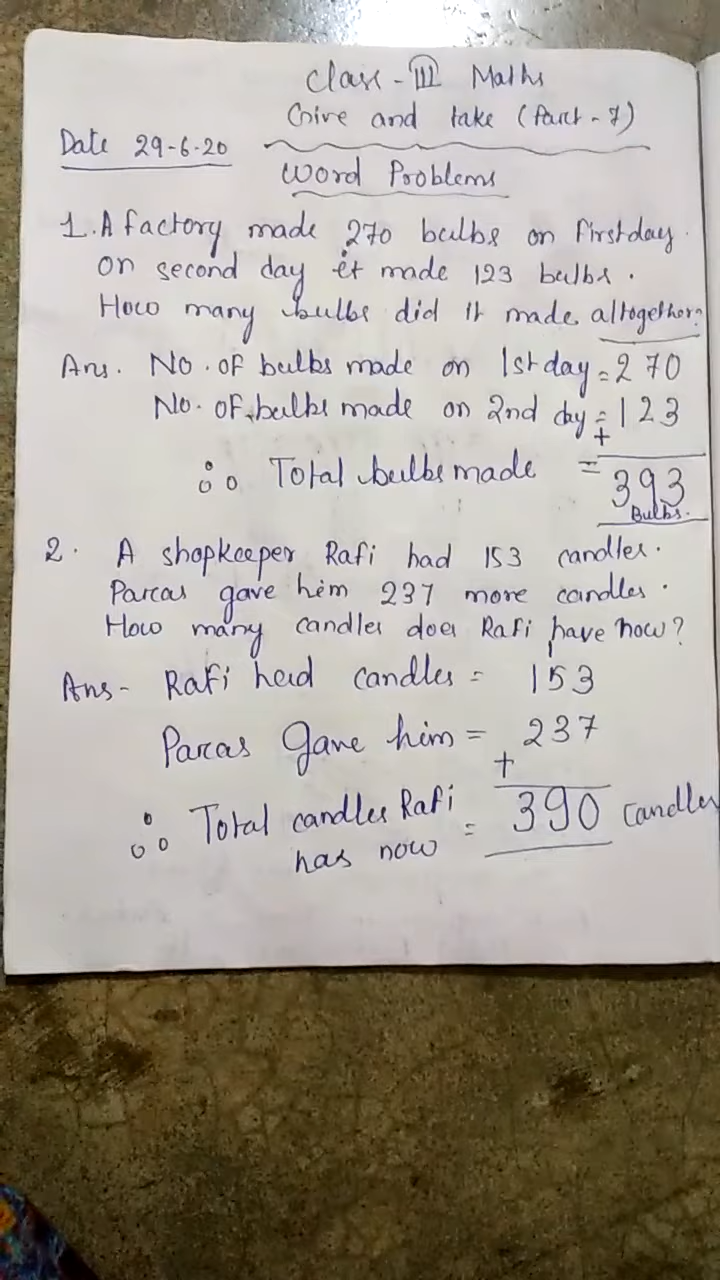 Class - III Maths
Give and take (Part - 7)
Date 29-6-20
Word Problems
1. A factory made 270 bulbs on first day.
on second day it made 123 bulbs.
How many bulbs did it made altogether?
Ans. No. of bulbs made on 1st day = 270
No. of bulbs made on 2nd day = 123
+
∴ Total bulbs made = 393
Bulbs.
2. A shopkeeper Rafi had 153 candles.
Paras gave him 237 more candles.
How many candles does Rafi have now?
1
Ans - Rafi had candles = 153
Paras gave him = 237
+
∴ Total candles Rafi
has now = 390 candles